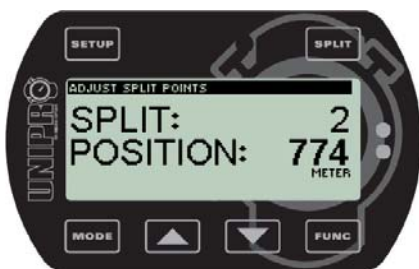 SETUP
SPLIT
UNIPRO
ADJUST SPLIT POINTS
SPLIT: 2
POSITION: 774
METER
MODE
FUNC